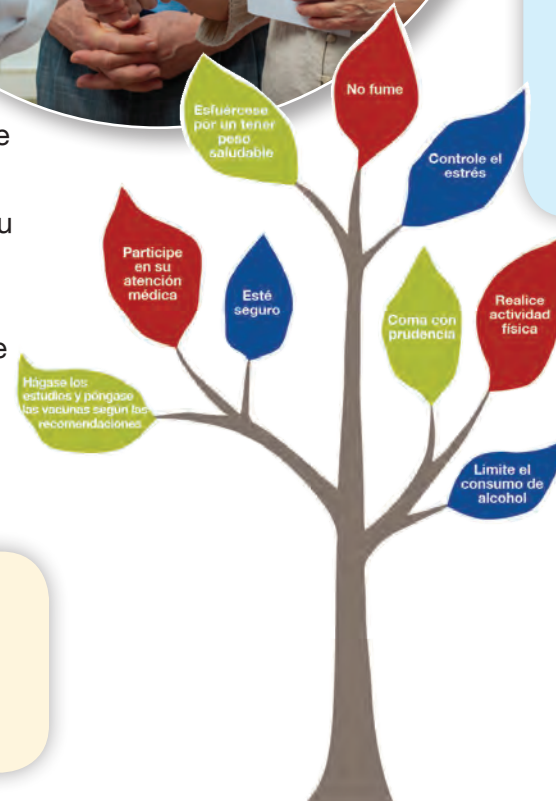 e
u
e
No fume
Esfuércese
por un tener
peso
saludable
Controle el
estrés
Participe
en su
atención
médica
Esté
seguro
Coma con
prudencia
Realice
actividad
física
Hágase los
estudios y póngase
las vacunas según las
recomendaciones
Limite el
consumo de
alcohol